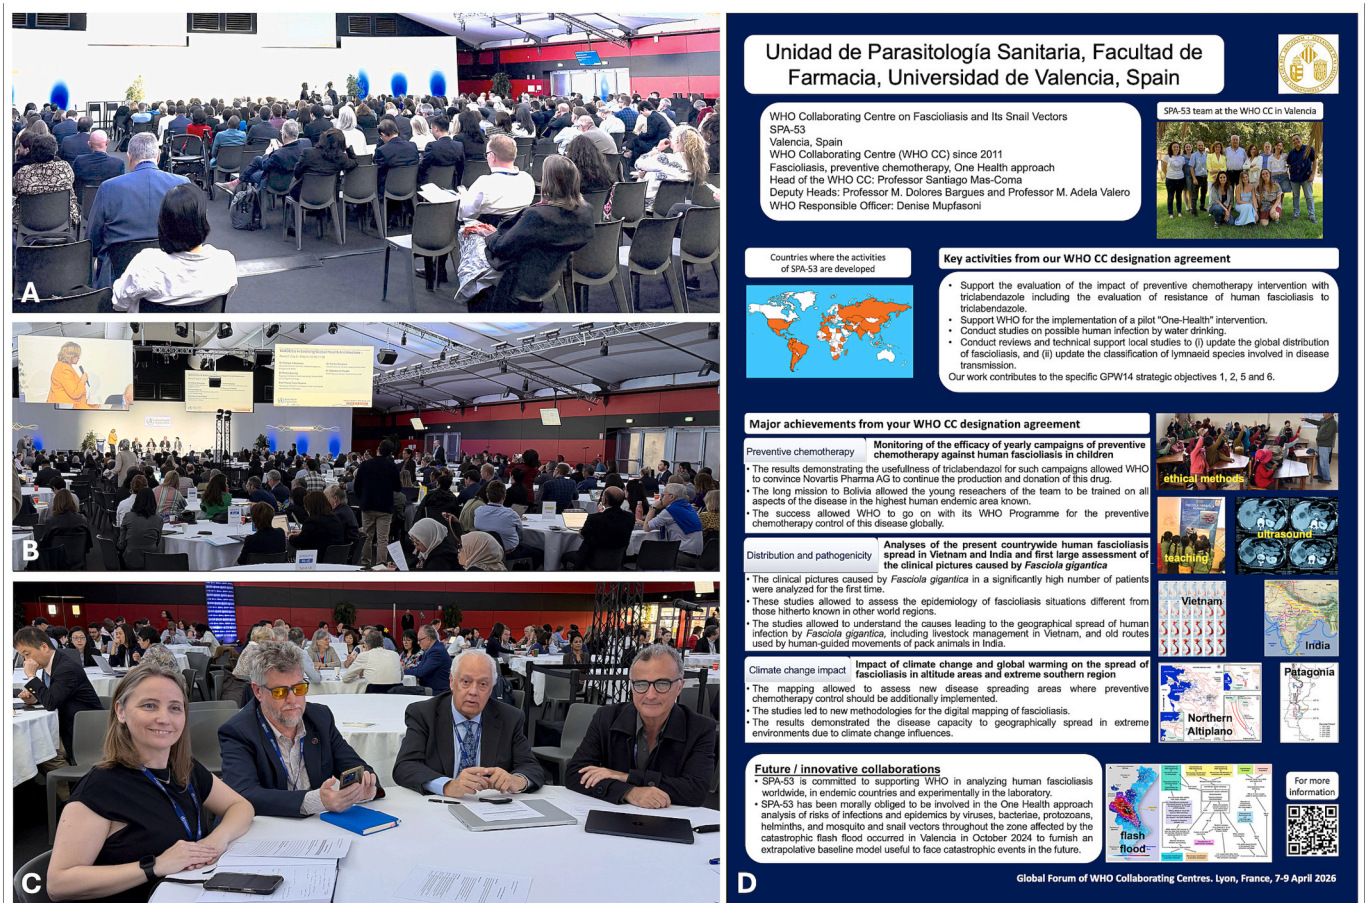 A
B
C
Unidad de Parasitología Sanitaria, Facultad de
Farmacia, Universidad de Valencia, Spain
WHO Collaborating Centre on Fascioliasis and Its Snail Vectors
SPA-53
Valencia, Spain
WHO Collaborating Centre (WHO CC) since 2011
Fascioliasis, preventive chemotherapy, One Health approach
Head of the WHO CC: Professor Santiago Mas-Coma
Deputy Heads: Professor M. Dolores Bargues and Professor M. Adela Valero
WHO Responsible Officer: Denise Mupfasoni
SPA-53 team at the WHO CC in Valencia
Countries where the activities
of SPA-53 are developed
Key activities from our WHO CC designation agreement
• Support the evaluation of the impact of preventive chemotherapy intervention with
triclabendazole including the evaluation of resistance of human fascioliasis to
triclabendazole.
• Support WHO for the implementation of a pilot "One-Health" intervention.
• Conduct studies on possible human infection by water drinking.
• Conduct reviews and technical support local studies to (i) update the global distribution
of fascioliasis, and (ii) update the classification of lymnaeid species involved in disease
transmission.
Our work contributes to the specific GPW14 strategic objectives 1, 2, 5 and 6.
Major achievements from your WHO CC designation agreement
Preventive chemotherapy
Monitoring of the efficacy of yearly campaigns of preventive
chemotherapy against human fascioliasis in children
• The results demonstrating the usefullness of triclabendazol for such campaigns allowed WHO
to convince Novartis Pharma AG to continue the production and donation of this drug.
• The long mission to Bolivia allowed the young reseachers of the team to be trained on all
aspects of the disease in the highest human endemic area known.
• The success allowed WHO to go on with its WHO Programme for the preventive
chemotherapy control of this disease globally.
Distribution and pathogenicity
Analyses of the present countrywide human fascioliasis
spread in Vietnam and India and first large assessment of
the clinical pictures caused by Fasciola gigantica
• The clinical pictures caused by Fasciola gigantica in a significantly high number of patients
were analyzed for the first time.
• These studies allowed to assess the epidemiology of fascioliasis situations different from
those hitherto known in other world regions.
• The studies allowed to understand the causes leading to the geographical spread of human
infection by Fasciola gigantica, including livestock management in Vietnam, and old routes
used by human-guided movements of pack animals in India.
Climate change impact
Impact of climate change and global warming on the spread of
fascioliasis in altitude areas and extreme southern region
• The mapping allowed to assess new disease spreading areas where preventive
chemotherapy control should be additionally implemented.
• The studies led to new methodologies for the digital mapping of fascioliasis.
• The results demonstrated the disease capacity to geographically spread in extreme
environments due to climate change influences.
ethical methods
teaching
ultrasound
Vietnam
India
Northern
Altiplano
Patagonia
Future / innovative collaborations
• SPA-53 is committed to supporting WHO in analyzing human fascioliasis
worldwide, in endemic countries and experimentally in the laboratory.
• SPA-53 has been morally obliged to be involved in the One Health approach
analysis of risks of infections and epidemics by viruses, bacteriae, protozoans,
helminths, and mosquito and snail vectors throughout the zone affected by the
catastrophic flash flood occurred in Valencia in October 2024 to furnish an
extrapolative baseline model useful to face catastrophic events in the future.
flash
flood
For more
information
D
Global Forum of WHO Collaborating Centres. Lyon, France, 7-9 April 2026